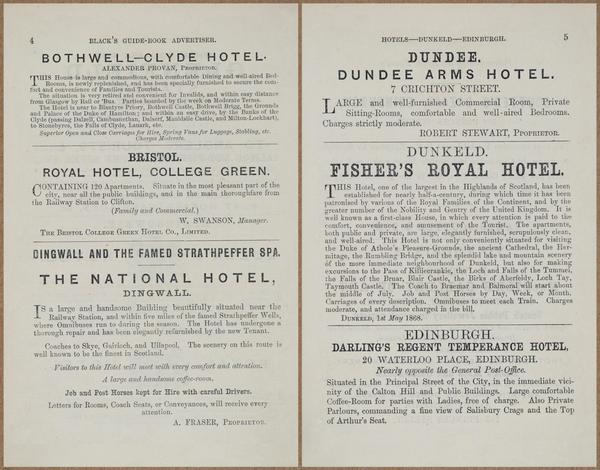 4 BLACK'S GUIDE-BOOK ADVERTISER.
BOTHWELL—CLYDE HOTEL.
ALEXANDER PROVAN, PROPRIETOR.
THIS House is large and commodious, with comfortable Dining and well-aired Bed-
Rooms, is newly replenished, and has been specially furnished to secure the com-
fort and convenience of Families and Tourists.
The situation is very retired and convenient for Invalids, and within easy distance
from Glasgow by Rail or 'Bus. Parties boarded by the week on Moderate Terms.
The Hotel is near to Blantyre Priory, Bothwell Castle, Bothwell Brig, the Grounds
and Palace of the Duke of Hamilton; and within an easy drive, by the Banks of the
Clyde (passing Dalzell, Cambusnethan, Dalserf, Mauldslie Castle, and Milton-Lockhart),
to Stonebyres, the Falls of Clyde, Lanark, etc.
Superior Open and Close Carriages for Hire, Spring Vans for Luggage, Stabling, etc.
Charges Moderate.
BRISTOL.
ROYAL HOTEL, COLLEGE GREEN.
CONTAINING 120 Apartments. Situate in the most pleasant part of the
city, near all the public buildings, and in the main thoroughfare from
the Railway Station to Clifton.
(Family and Commercial.)
W. SWANSON, Manager.
THE BRISTOL COLLEGE GREEN HOTEL CO., LIMITED.
DINGWALL AND THE FAMED STRATHPEFFER SPA.
THE NATIONAL HOTEL,
DINGWALL.
IS a large and handsome Building beautifully situated near the
Railway Station, and within five miles of the famed Strathpeffer Wells,
where Omnibuses run to during the season. The Hotel has undergone a
thorough repair and has been elegantly refurnished by the new Tenant.
Coaches to Skye, Gairloch, and Ullapool. The scenery on this route is
well known to be the finest in Scotland.
Visitors to this Hotel will meet with every comfort and attention.
A large and handsome coffee-room.
Job and Post Horses kept for Hire with careful Drivers.
Letters for Rooms, Coach Seats, or Conveyances, will receive every
attention.
A. FRASER, PROPRIETOR.
HOTELS—DUNKELD—EDINBURGH. 5
DUNDEE.
DUNDEE ARMS HOTEL.
7 CRICHTON STREET.
LARGE and well-furnished Commercial Room, Private
Sitting-Rooms, comfortable and well-aired Bedrooms.
Charges strictly moderate.
ROBERT STEWART, PROPRIETOR.
DUNKELD.
FISHER'S ROYAL HOTEL.
THIS Hotel, one of the largest in the Highlands of Scotland, has been
established for nearly half-a-century, during which time it has been
patronised by various of the Royal Families of the Continent, and by the
greater number of the Nobility and Gentry of the United Kingdom. It is
well known as a first-class House, in which every attention is paid to the
comfort, convenience, and amusement of the Tourist. The apartments,
both public and private, are large, elegantly furnished, scrupulously clean,
and well-aired. This Hotel is not only conveniently situated for visiting
the Duke of Athole's Pleasure-Grounds, the ancient Cathedral, the Her-
mitage, the Rumbling Bridge, and the splendid lake and mountain scenery
of the more immediate neighbourhood of Dunkeld, but also for making
excursions to the Pass of Killiecrankie, the Loch and Falls of the Tummel,
the Falls of the Bruar, Blair Castle, the Birks of Aberfeldy, Loch Tay,
Taymouth Castle. The Coach to Braemar and Balmoral will start about
the middle of July. Job and Post Horses by Day, Week, or Month.
Carriages of every description. Omnibuses to meet each Train. Charges
moderate, and attendance charged in the bill.
DUNKELD, 1st May 1868.
EDINBURGH.
DARLING'S REGENT TEMPERANCE HOTEL,
20 WATERLOO PLACE, EDINBURGH.
Nearly opposite the General Post-Office.
Situated in the Principal Street of the City, in the immediate vici-
nity of the Calton Hill and Public Buildings. Large comfortable
Coffee-Room for parties with Ladies, free of charge. Also Private
Parlours, commanding a fine view of Salisbury Crags and the Top
of Arthur's Seat.